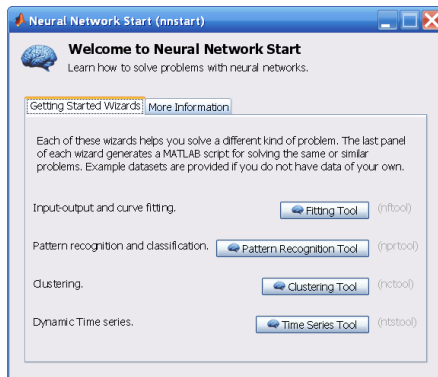 Neural Network Start (nnstart)
Welcome to Neural Network Start
Learn how to solve problems with neural networks.
Getting Started Wizards More Information
Each of these wizards helps you solve a different kind of problem. The last panel
of each wizard generates a MATLAB script for solving the same or similar
problems. Example datasets are provided if you do not have data of your own.
Input-output and curve fitting. Fitting Tool (nftool)
Pattern recognition and classification. Pattern Recognition Tool (nprtool)
Clustering. Clustering Tool (nctool)
Dynamic Time series. Time Series Tool (ntstool)